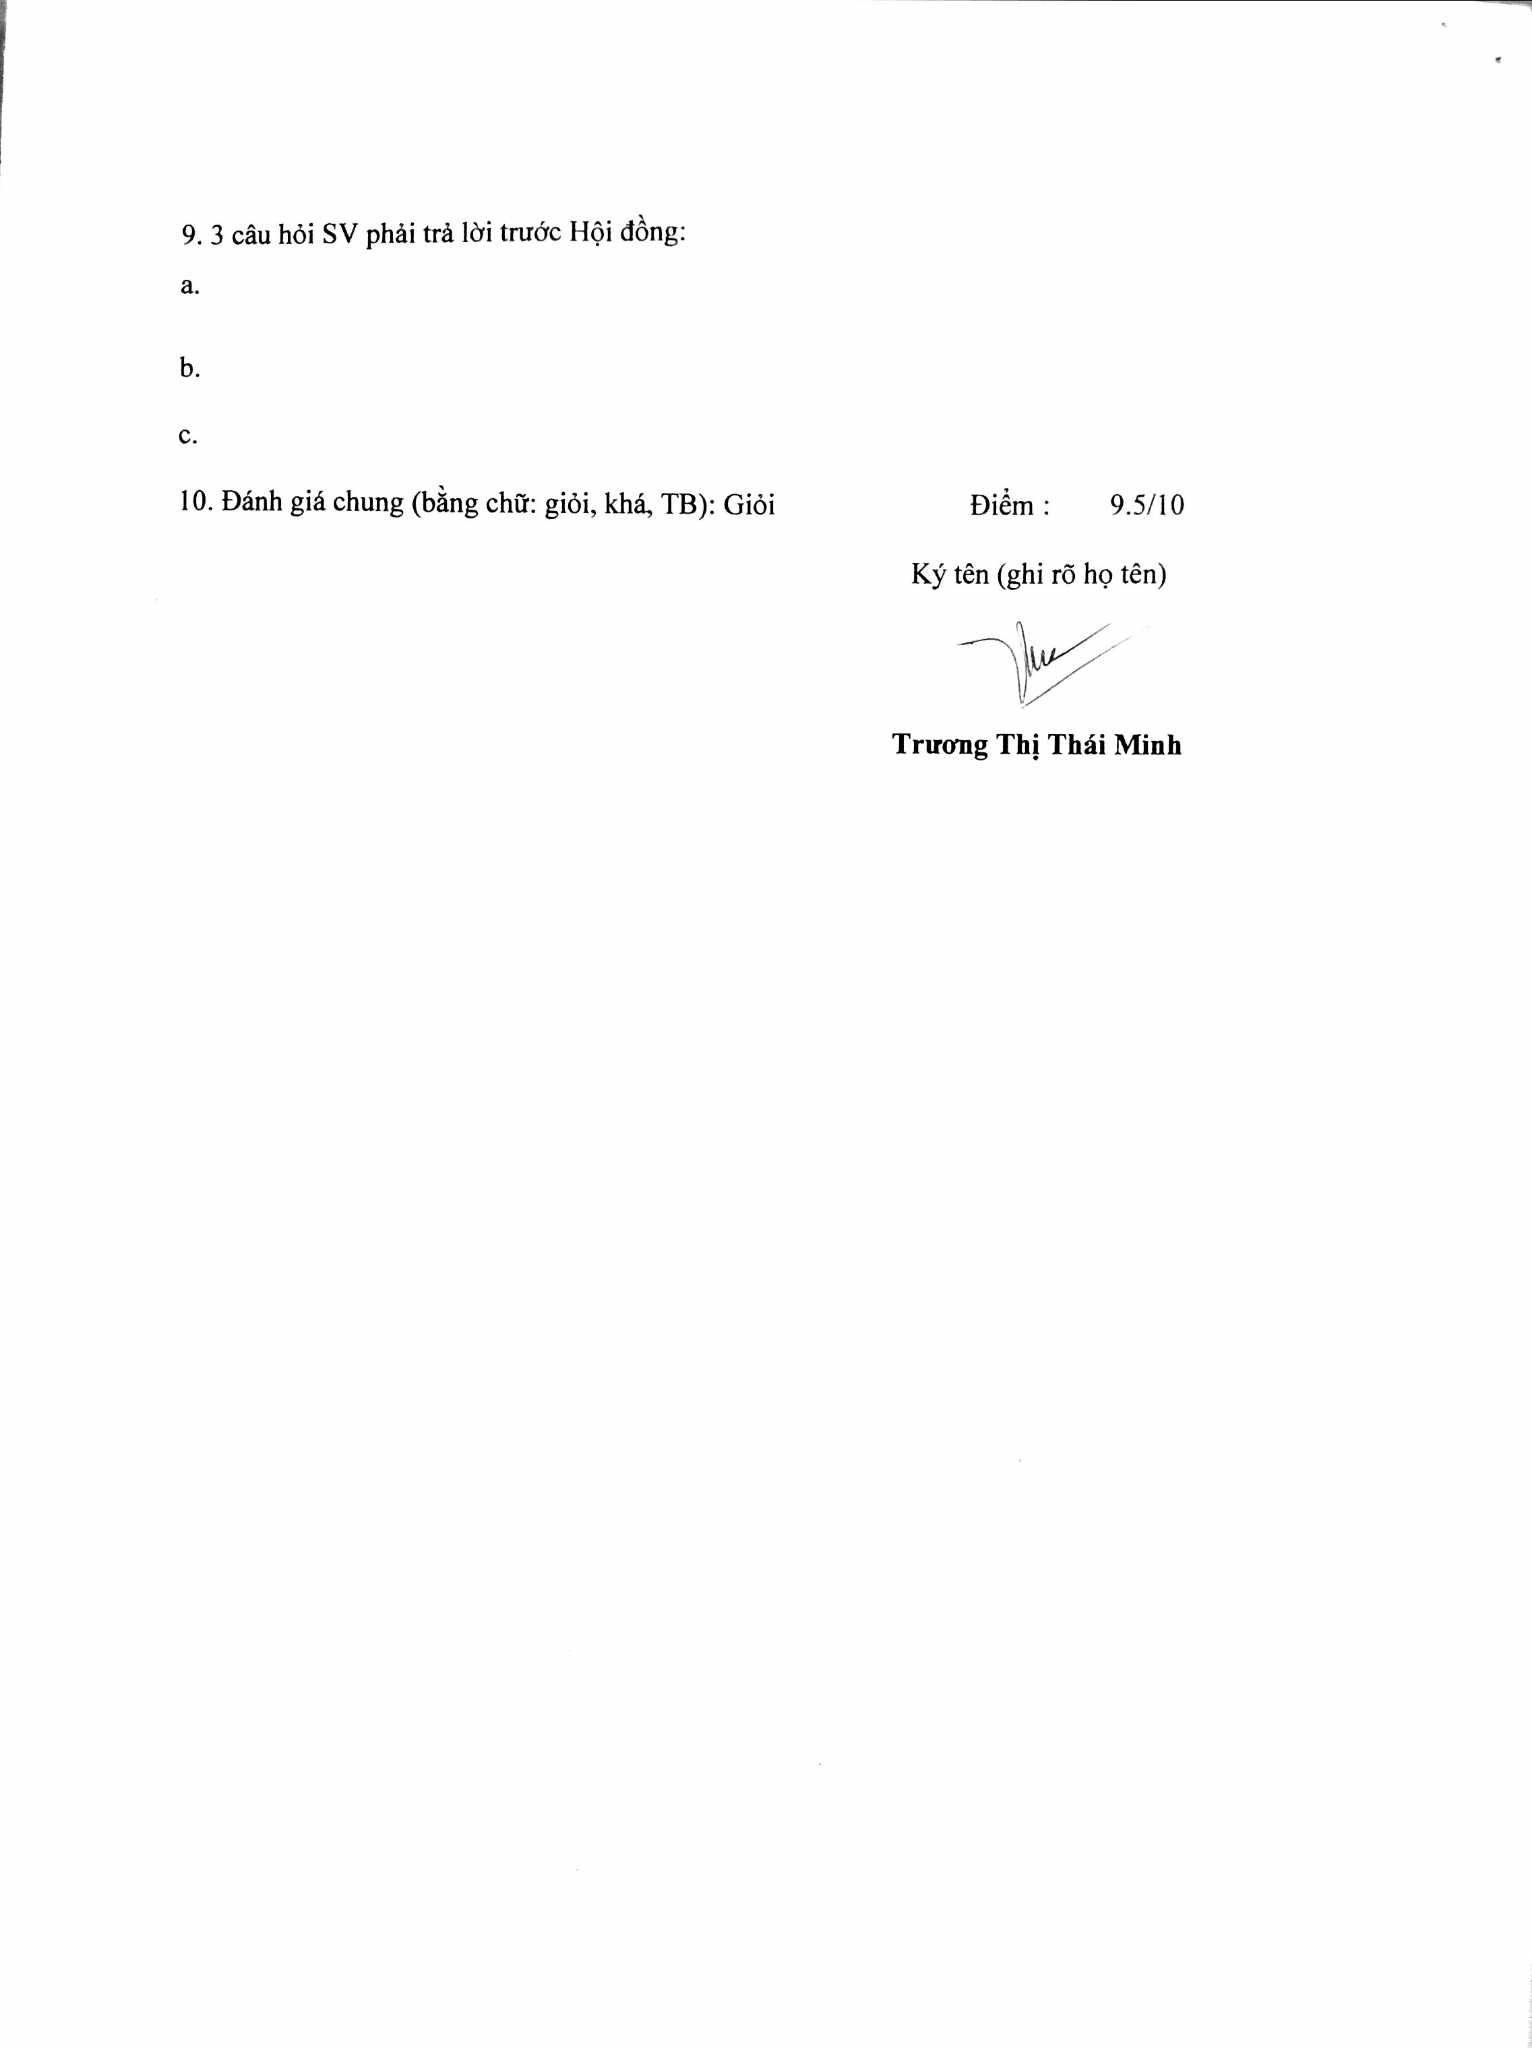 9. 3 câu hỏi SV phải trả lời trước Hội đồng:
a.
b.
c.
10. Đánh giá chung (bằng chữ: giỏi, khá, TB): Giỏi Điểm : 9.5/10
Ký tên (ghi rõ họ tên)
Trương Thị Thái Minh